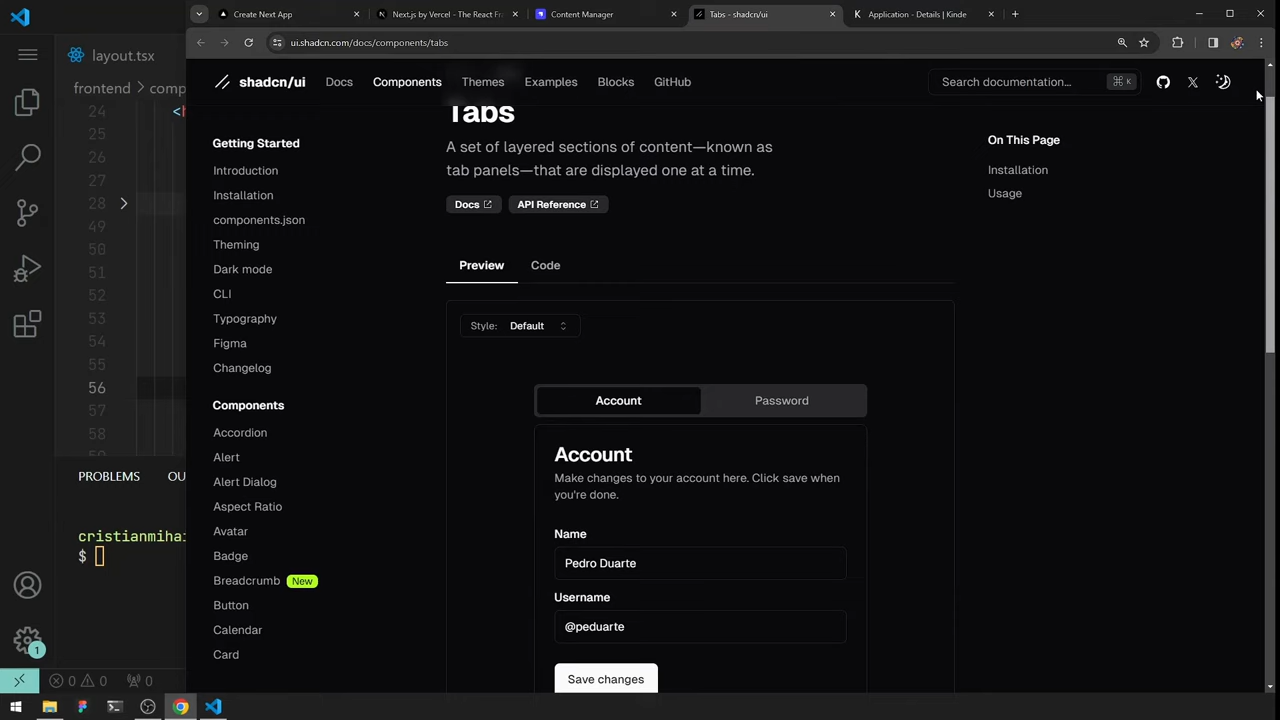 Create Next App
Next.js by Vercel - The React Fra
Content Manager
Tabs - shadcn/ui
Application - Details | Kinde
ui.shadcn.com/docs/components/tabs
layout.tsx
frontend > comp
24 <h
25
26
27
28
49
50
51
52
53
54
55
56
57
58
PROBLEMS OU
cristianmihai
$
0 0 0
1
shadcn/ui Docs Components Themes Examples Blocks GitHub Search documentation... ⌘ K
Getting Started
Introduction
Installation
components.json
Theming
Dark mode
CLI
Typography
Figma
Changelog
Components
Accordion
Alert
Alert Dialog
Aspect Ratio
Avatar
Badge
Breadcrumb New
Button
Calendar
Card
Tabs
A set of layered sections of content—known as
tab panels—that are displayed one at a time.
Docs API Reference
Preview Code
Style: Default
Account Password
Account
Make changes to your account here. Click save when
you're done.
Name
Pedro Duarte
Username
@peduarte
Save changes
On This Page
Installation
Usage